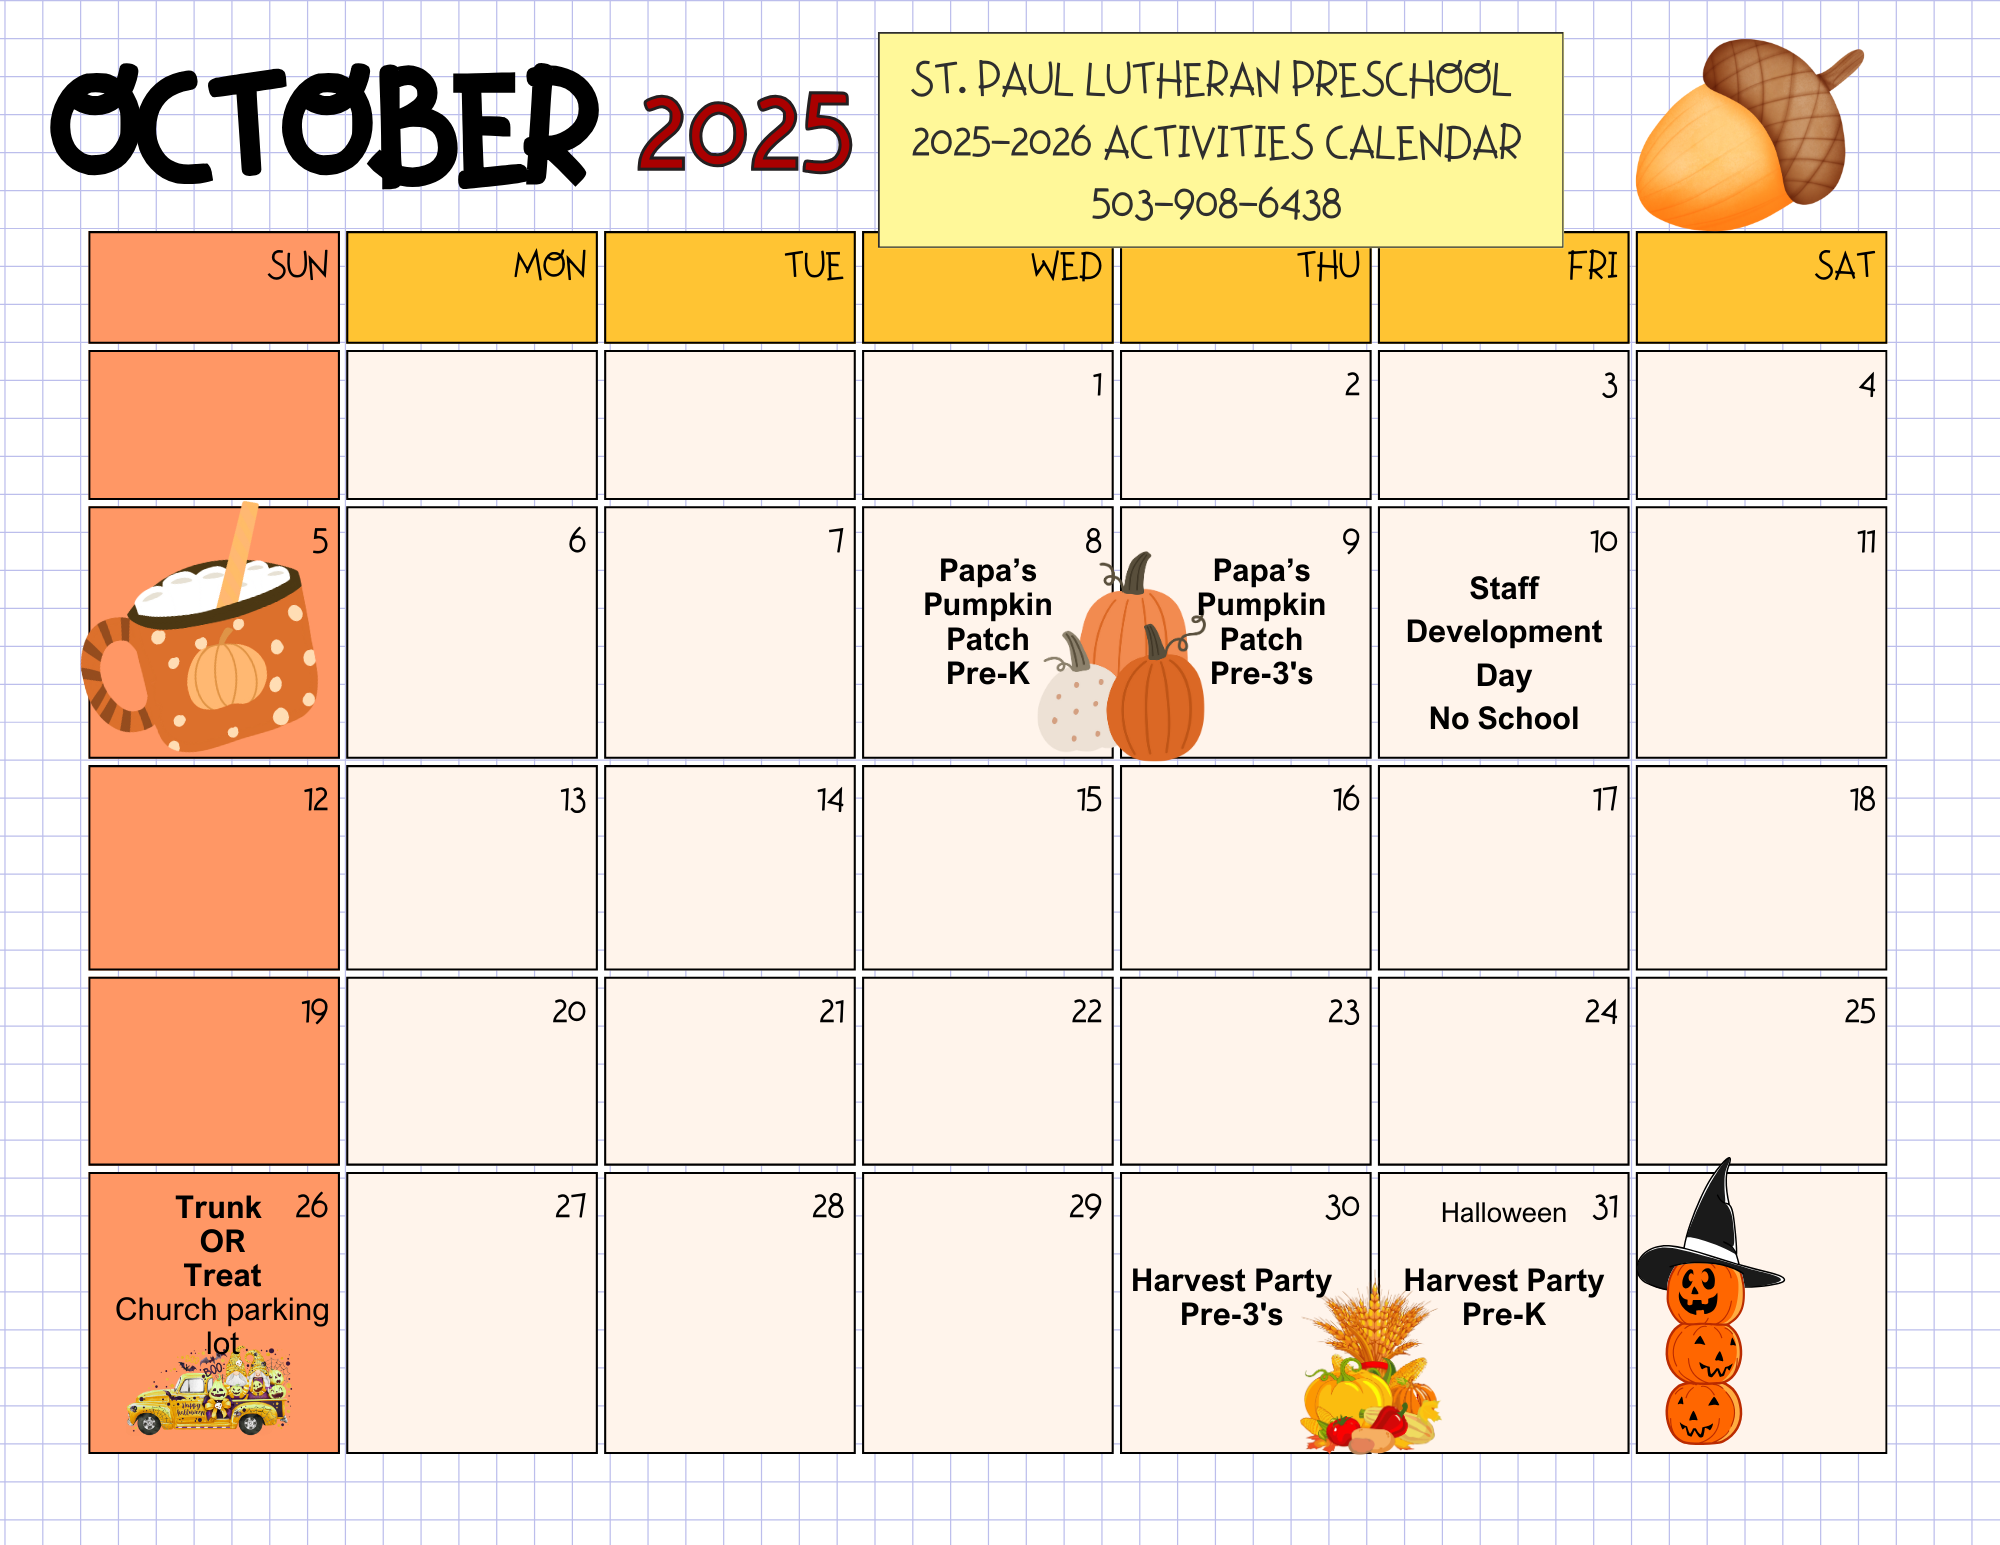 OCTOBER 2025
ST. PAUL LUTHERAN PRESCHOOL
2025-2026 ACTIVITIES CALENDAR
503-908-6438
SUN MON TUE WED THU FRI SAT
1 2 3 4
5 6 7 8 9 10 11
Papa's
Pumpkin
Patch
Pre-K
Papa's
Pumpkin
Patch
Pre-3's
Staff
Development
Day
No School
12 13 14 15 16 17 18
19 20 21 22 23 24 25
26 27 28 29 30 31
Trunk
OR
Treat
Church parking
lot
BOO
Happy
Halloween
Harvest Party
Pre-3's
Halloween
Harvest Party
Pre-K